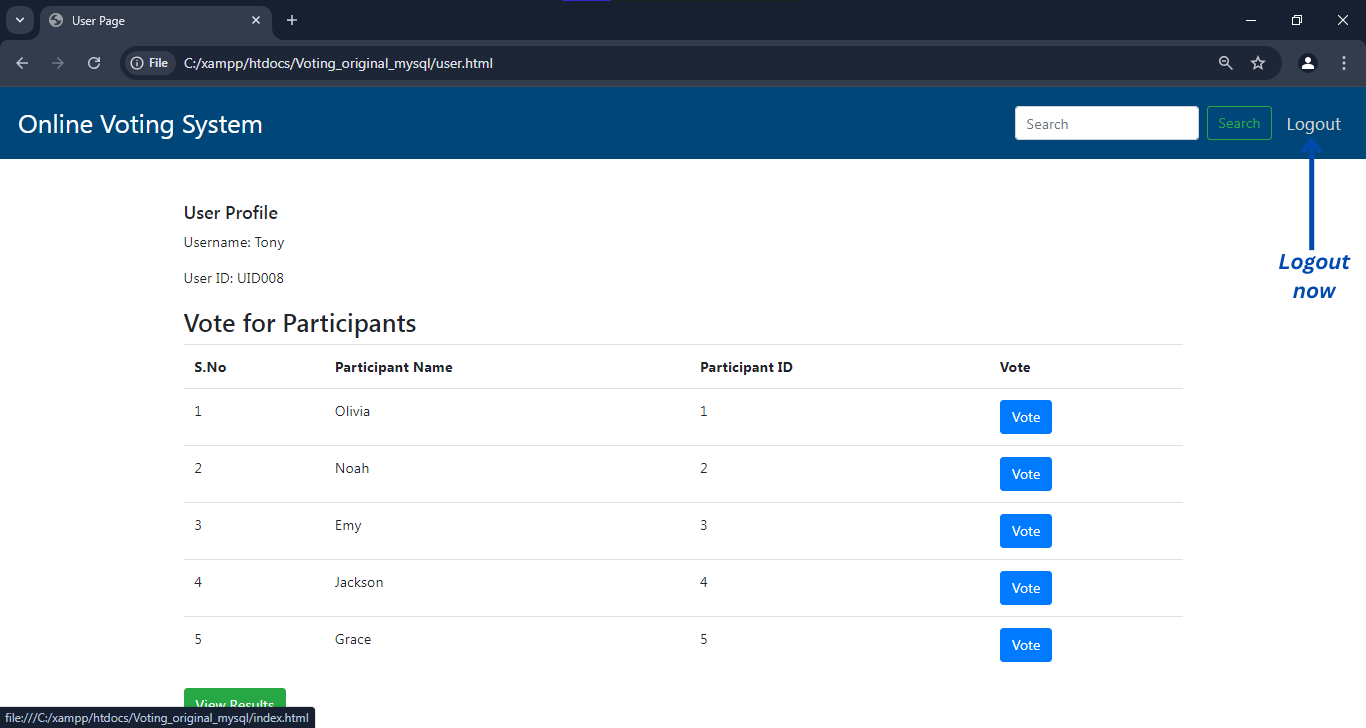 User Page
File C:/xampp/htdocs/Voting_original_mysql/user.html
Online Voting System Search Search Logout
Logout
now
User Profile
Username: Tony
User ID: UID008
Vote for Participants
S.No Participant Name Participant ID Vote
1 Olivia 1 Vote
2 Noah 2 Vote
3 Emy 3 Vote
4 Jackson 4 Vote
5 Grace 5 Vote
View Results
file:///C:/xampp/htdocs/Voting_original_mysql/index.html